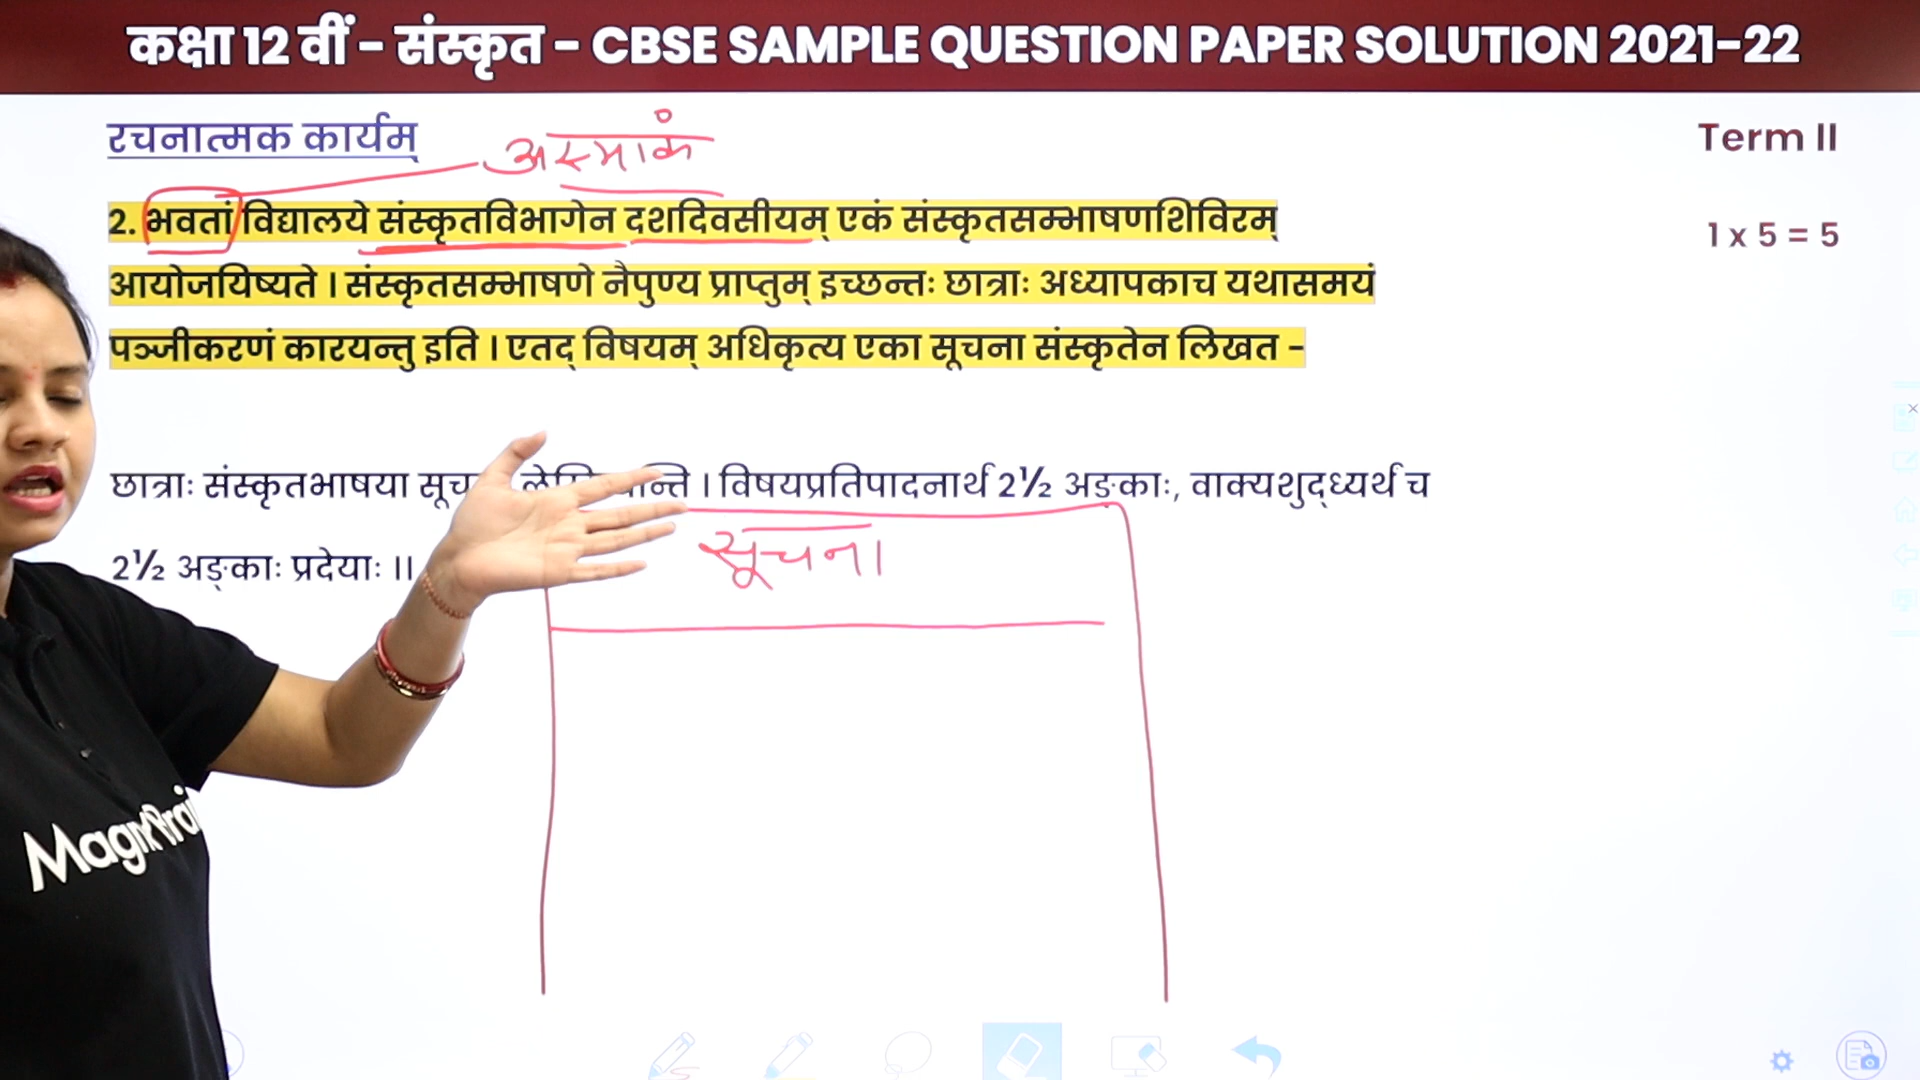 कक्षा 12 वीं - संस्कृत - CBSE SAMPLE QUESTION PAPER SOLUTION 2021-22
रचनात्मक कार्यम्
अस्माकं
Term II
2. भवतां विद्यालये संस्कृतविभागेन दशदिवसीयम् एकं संस्कृतसम्भाषणशिविरम्
1 x 5 = 5
आयोजयिष्यते । संस्कृतसम्भाषणे नैपुण्य प्राप्तुम् इच्छन्तः छात्राः अध्यापकाच यथासमयं
पञ्जीकरणं कारयन्तु इति । एतद् विषयम् अधिकृत्य एका सूचना संस्कृतेन लिखत -
छात्राः संस्कृतभाषया । विषयप्रतिपादनार्थ 2½ अङ्काः, वाक्यशुद्ध्यर्थ च
2½ अङ्काः प्रदेयाः ।।
सूचना